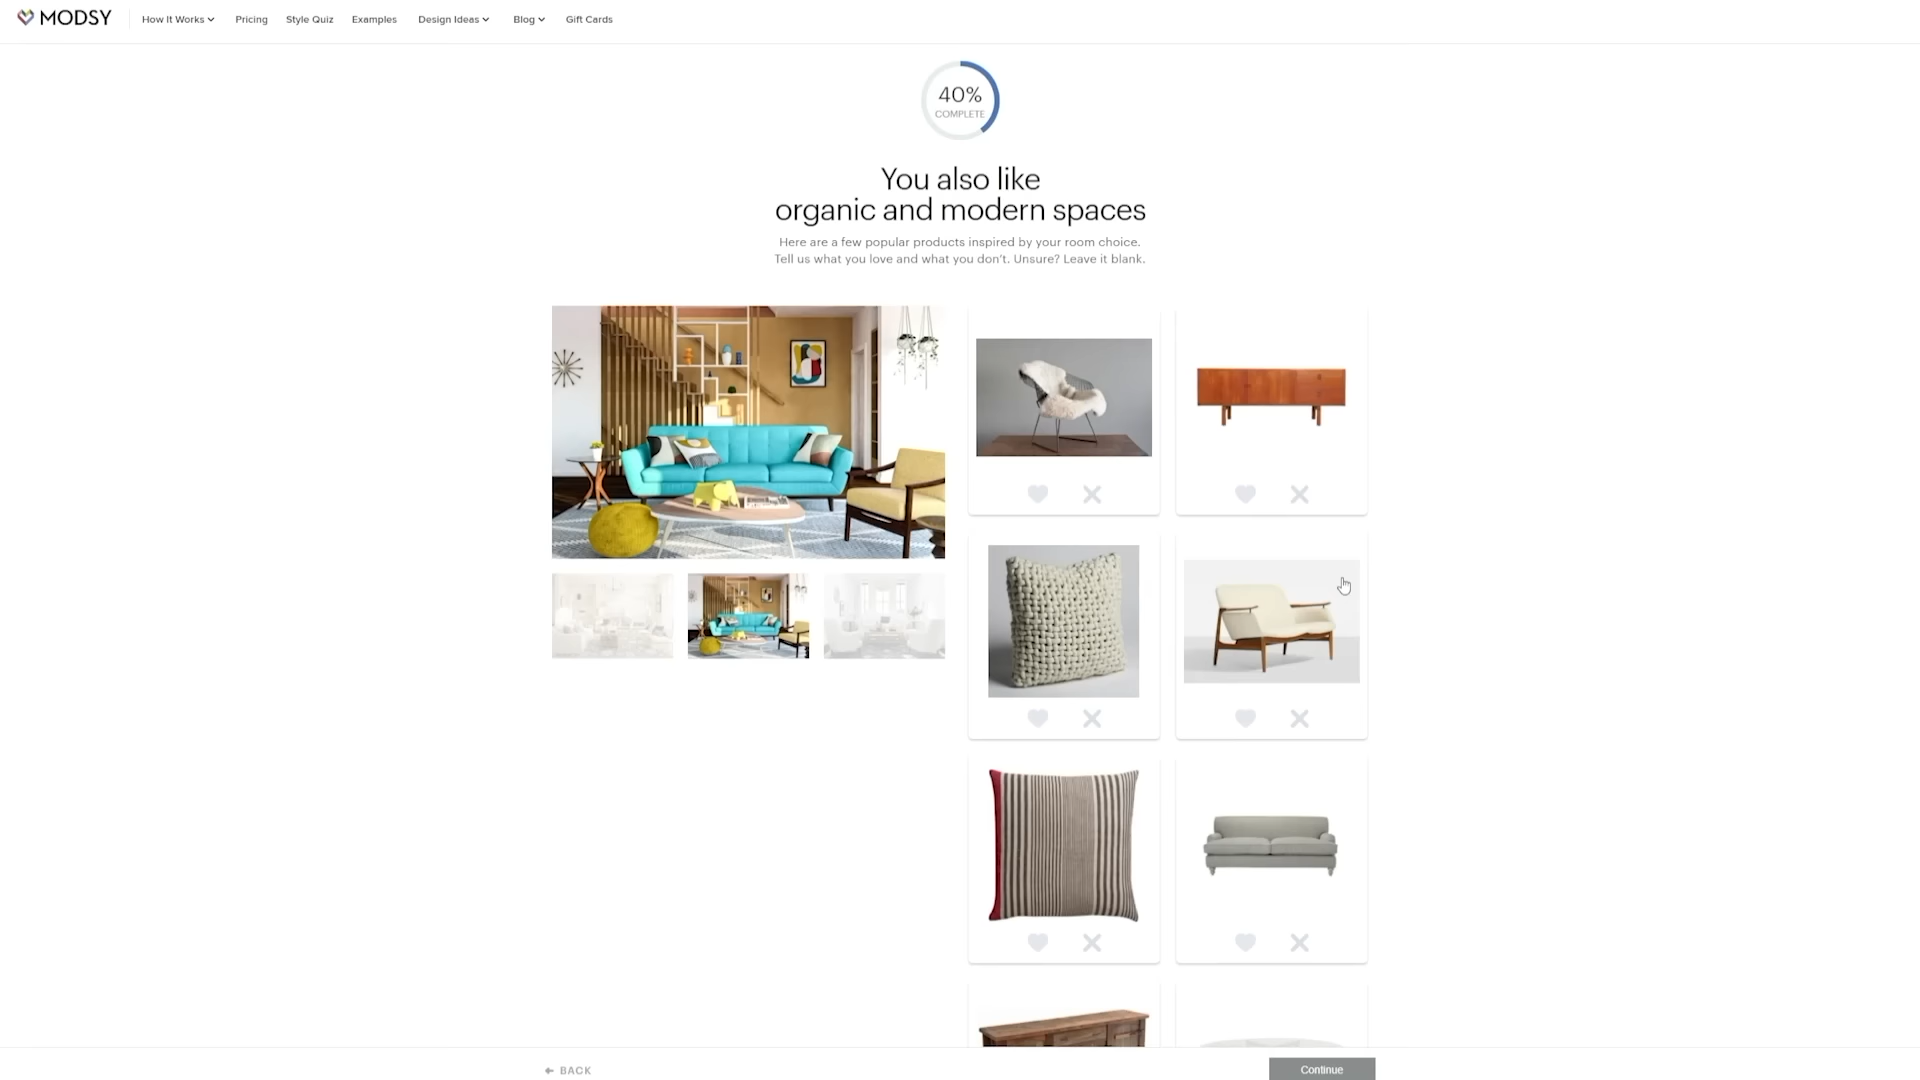 MODSY
How It Works
Pricing
Style Quiz
Examples
Design Ideas
Blog
Gift Cards
40%
COMPLETE
You also like
organic and modern spaces
Here are a few popular products inspired by your room choice.
Tell us what you love and what you don't. Unsure? Leave it blank.
BACK
Continue